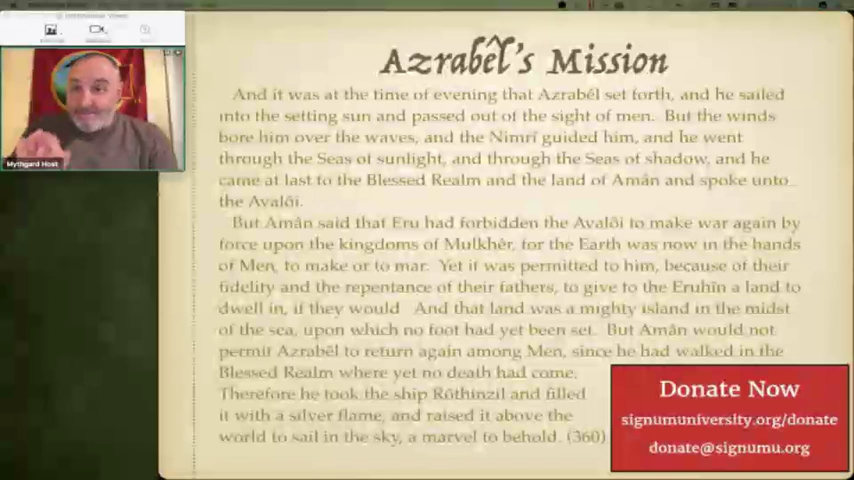 Azrabêl's Mission
And it was at the time of evening that Azrabêl set forth, and he sailed
into the setting sun and passed out of the sight of men. But the winds
bore him over the waves, and the Nimrî guided him, and he went
through the Seas of sunlight, and through the Seas of shadow, and he
came at last to the Blessed Realm and the land of Amân and spoke unto
the Avalôi.
But Amân said that Eru had forbidden the Avalôi to make war again by
force upon the kingdoms of Mulkhêr, for the Earth was now in the hands
of Men, to make or to mar. Yet it was permitted to him, because of their
fidelity and the repentance of their fathers, to give to the Eruhîn a land to
dwell in, if they would And that land was a mighty island in the midst
of the sea, upon which no foot had yet been set. But Amân would not
permit Azrabêl to return again among Men, since he had walked in the
Blessed Realm where yet no death had come.
Therefore he took the ship Rôthinzil and filled
it with a silver flame, and raised it above the
world to sail in the sky, a marvel to behold. (360)
Mythgard Host
Donate Now
signumuniversity.org/donate
donate@signumu.org